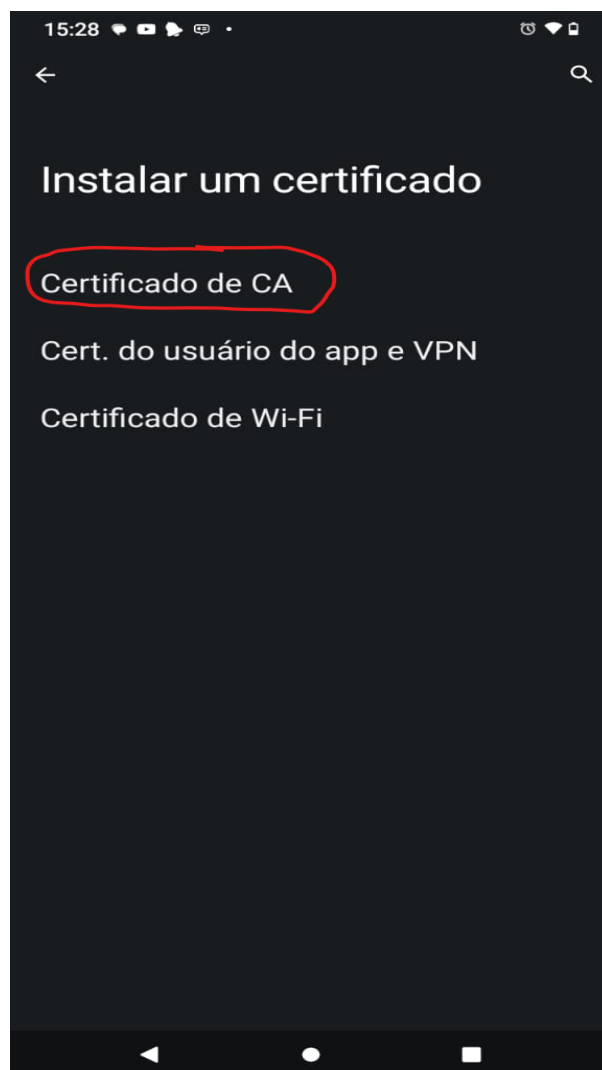 15:28
Instalar um certificado
Certificado de CA
Cert. do usuário do app e VPN
Certificado de Wi-Fi